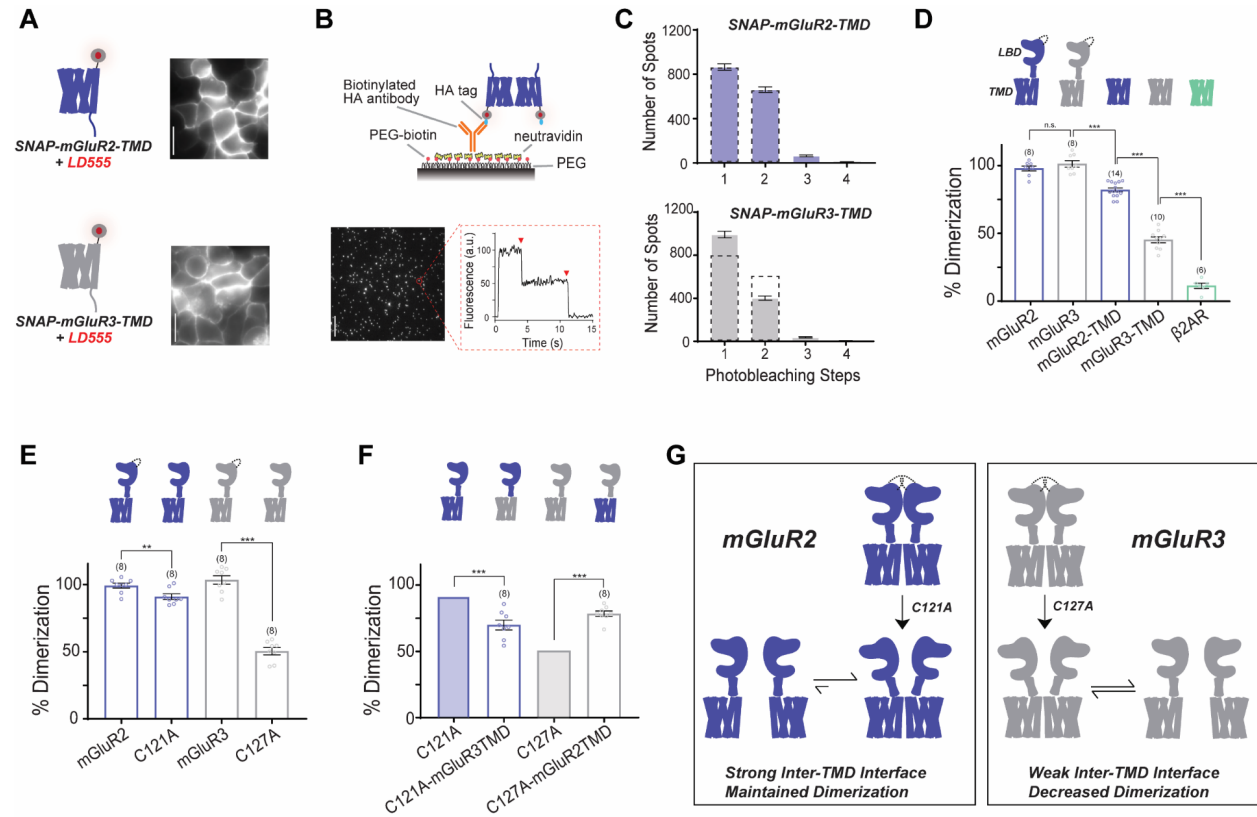 A
SNAP-mGluR2-TMD
+ LD555
SNAP-mGluR3-TMD
+ LD555
B
Biotinylated
HA antibody
HA tag
PEG-biotin
neutravidin
PEG
Fluorescence (a.u.)
100
50
0
0 5 10 15
Time (s)
C
SNAP-mGluR2-TMD
Number of Spots
1200
800
400
0
1 2 3 4
SNAP-mGluR3-TMD
Number of Spots
1200
800
400
0
1 2 3 4
Photobleaching Steps
D
LBD
TMD
n.s. *** *** ***
(8) (8) (14) (10) (6)
% Dimerization
100
50
0
mGluR2 mGluR3 mGluR2-TMD mGluR3-TMD β2AR
E
** ***
(8) (8) (8) (8)
% Dimerization
100
50
0
mGluR2 C121A mGluR3 C127A
F
*** ***
(8) (8)
% Dimerization
100
50
0
C121A C121A-mGluR3TMD C127A C127A-mGluR2TMD
G
mGluR2
C121A
Strong Inter-TMD Interface
Maintained Dimerization
mGluR3
C127A
Weak Inter-TMD Interface
Decreased Dimerization